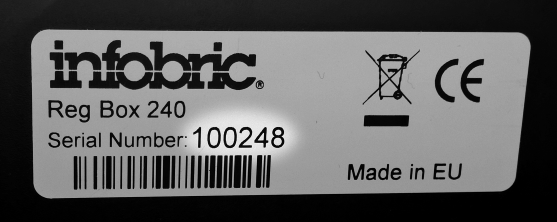 infobric®
Reg Box 240
Serial Number: 100248
CE
Made in EU